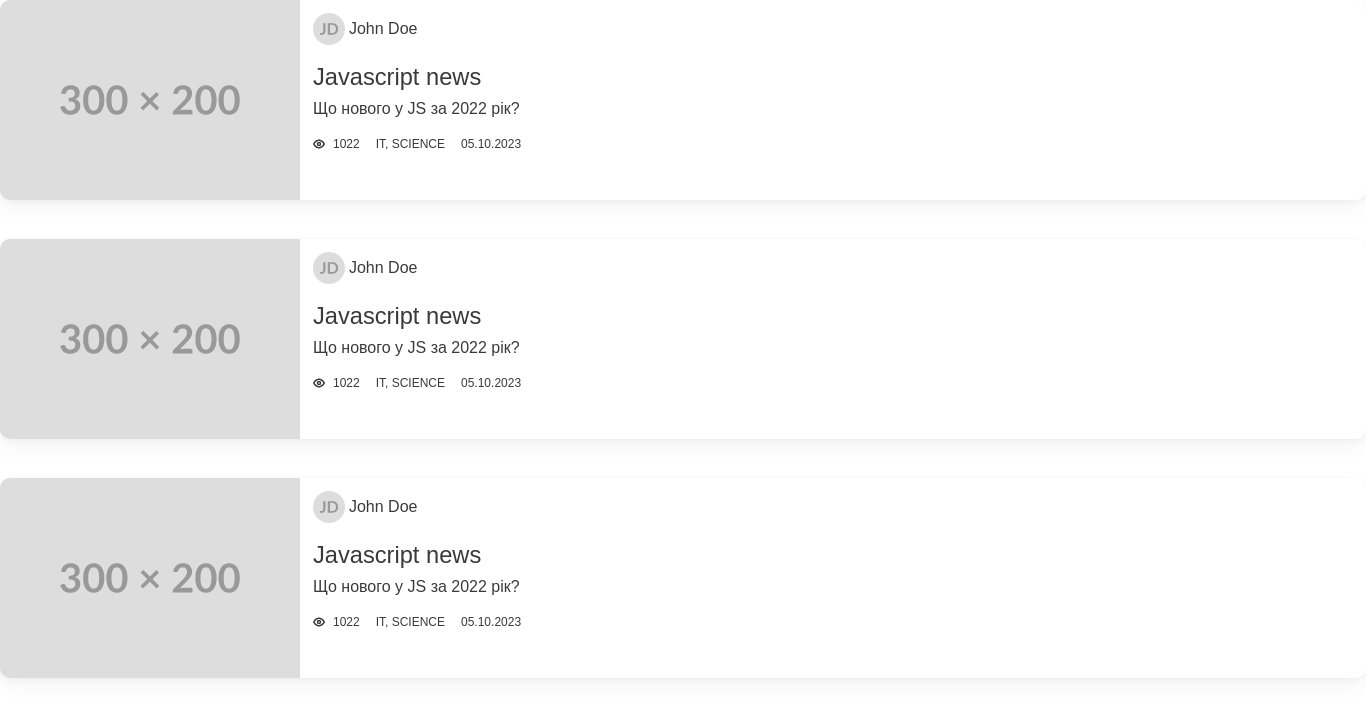 300 × 200
JD John Doe
Javascript news
Що нового у JS за 2022 рік?
1022 IT, SCIENCE 05.10.2023
300 × 200
JD John Doe
Javascript news
Що нового у JS за 2022 рік?
1022 IT, SCIENCE 05.10.2023
300 × 200
JD John Doe
Javascript news
Що нового у JS за 2022 рік?
1022 IT, SCIENCE 05.10.2023